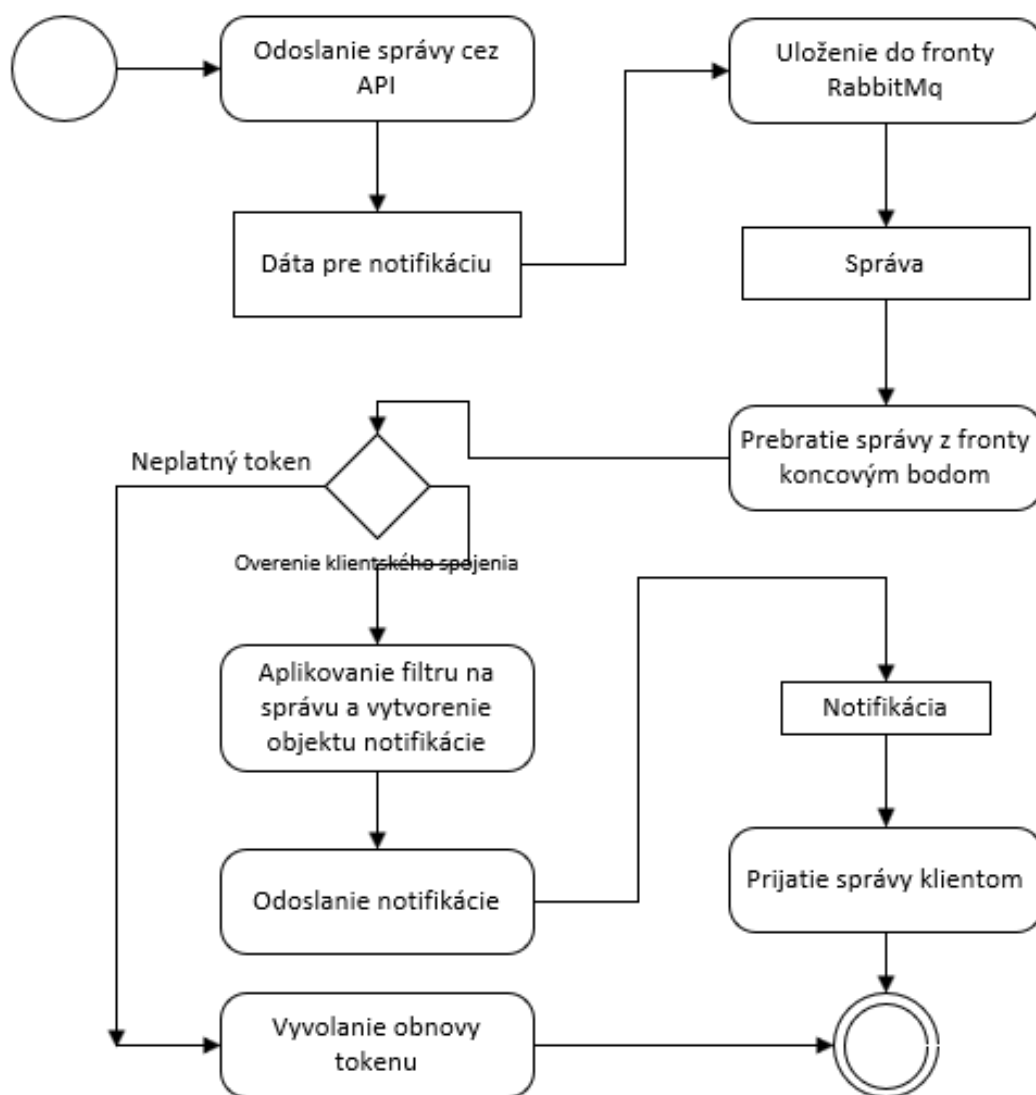 Odoslanie správy cez
API
Uloženie do fronty
RabbitMq
Dáta pre notifikáciu
Správa
Prebratie správy z fronty
koncovým bodom
Neplatný token
Overenie klientského spojenia
Aplikovanie filtru na
správu a vytvorenie
objektu notifikácie
Notifikácia
Odoslanie notifikácie
Prijatie správy klientom
Vyvolanie obnovy
tokenu